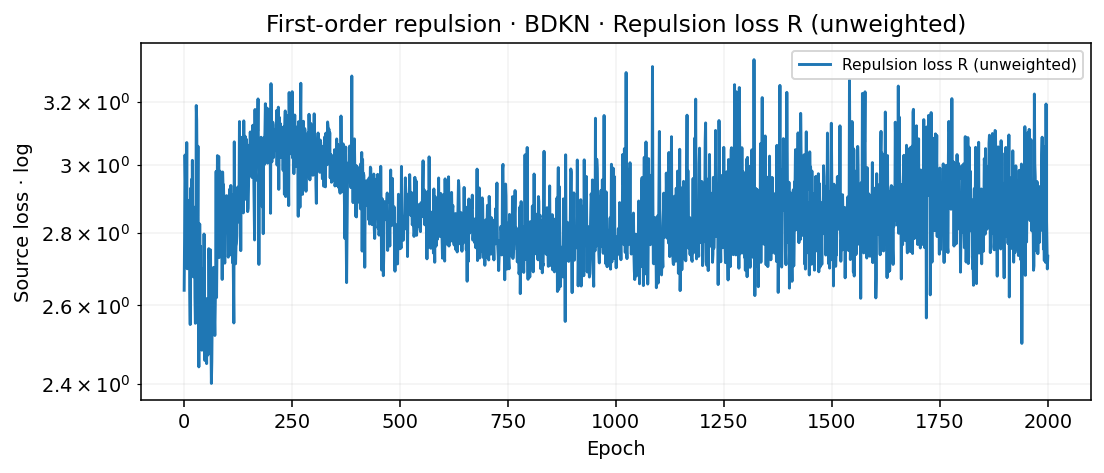 First-order repulsion · BDKN · Repulsion loss R (unweighted)
Repulsion loss R (unweighted)
Source loss · log
3.2 × 10⁰
3 × 10⁰
2.8 × 10⁰
2.6 × 10⁰
2.4 × 10⁰
0 250 500 750 1000 1250 1500 1750 2000
Epoch